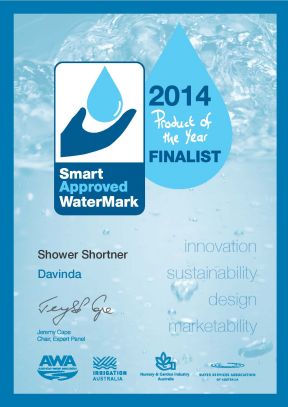 2014
Product of
the Year
FINALIST
Smart
Approved
WaterMark
Shower Shortner
Davinda
innovation
sustainability
design
marketability
Jeremy Cape
Chair, Expert Panel
AWA
IRRIGATION
AUSTRALIA
Nursery & Garden Industry
Australia
WATER SERVICES ASSOCIATION
OF AUSTRALIA